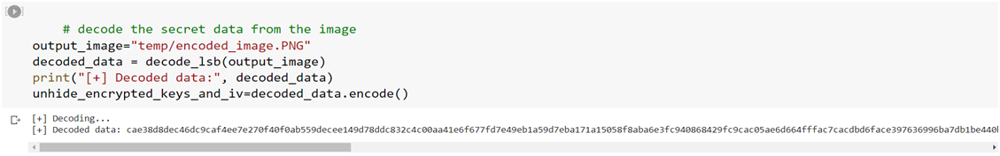 # decode the secret data from the image
output_image="temp/encoded_image.PNG"
decoded_data = decode_lsb(output_image)
print("[+] Decoded data:", decoded_data)
unhide_encrypted_keys_and_iv=decoded_data.encode()
[+] Decoding...
[+] Decoded data: cae38d8dec46dc9caf4ee7e270f40f0ab559decee149d78ddc832c4c00aa41e6f677fd7e49eb1a59d7eba171a15058f8aba6e3fc940868429fc9cac05ae6d664fffac7cacdbd6face397636996ba7db1be440